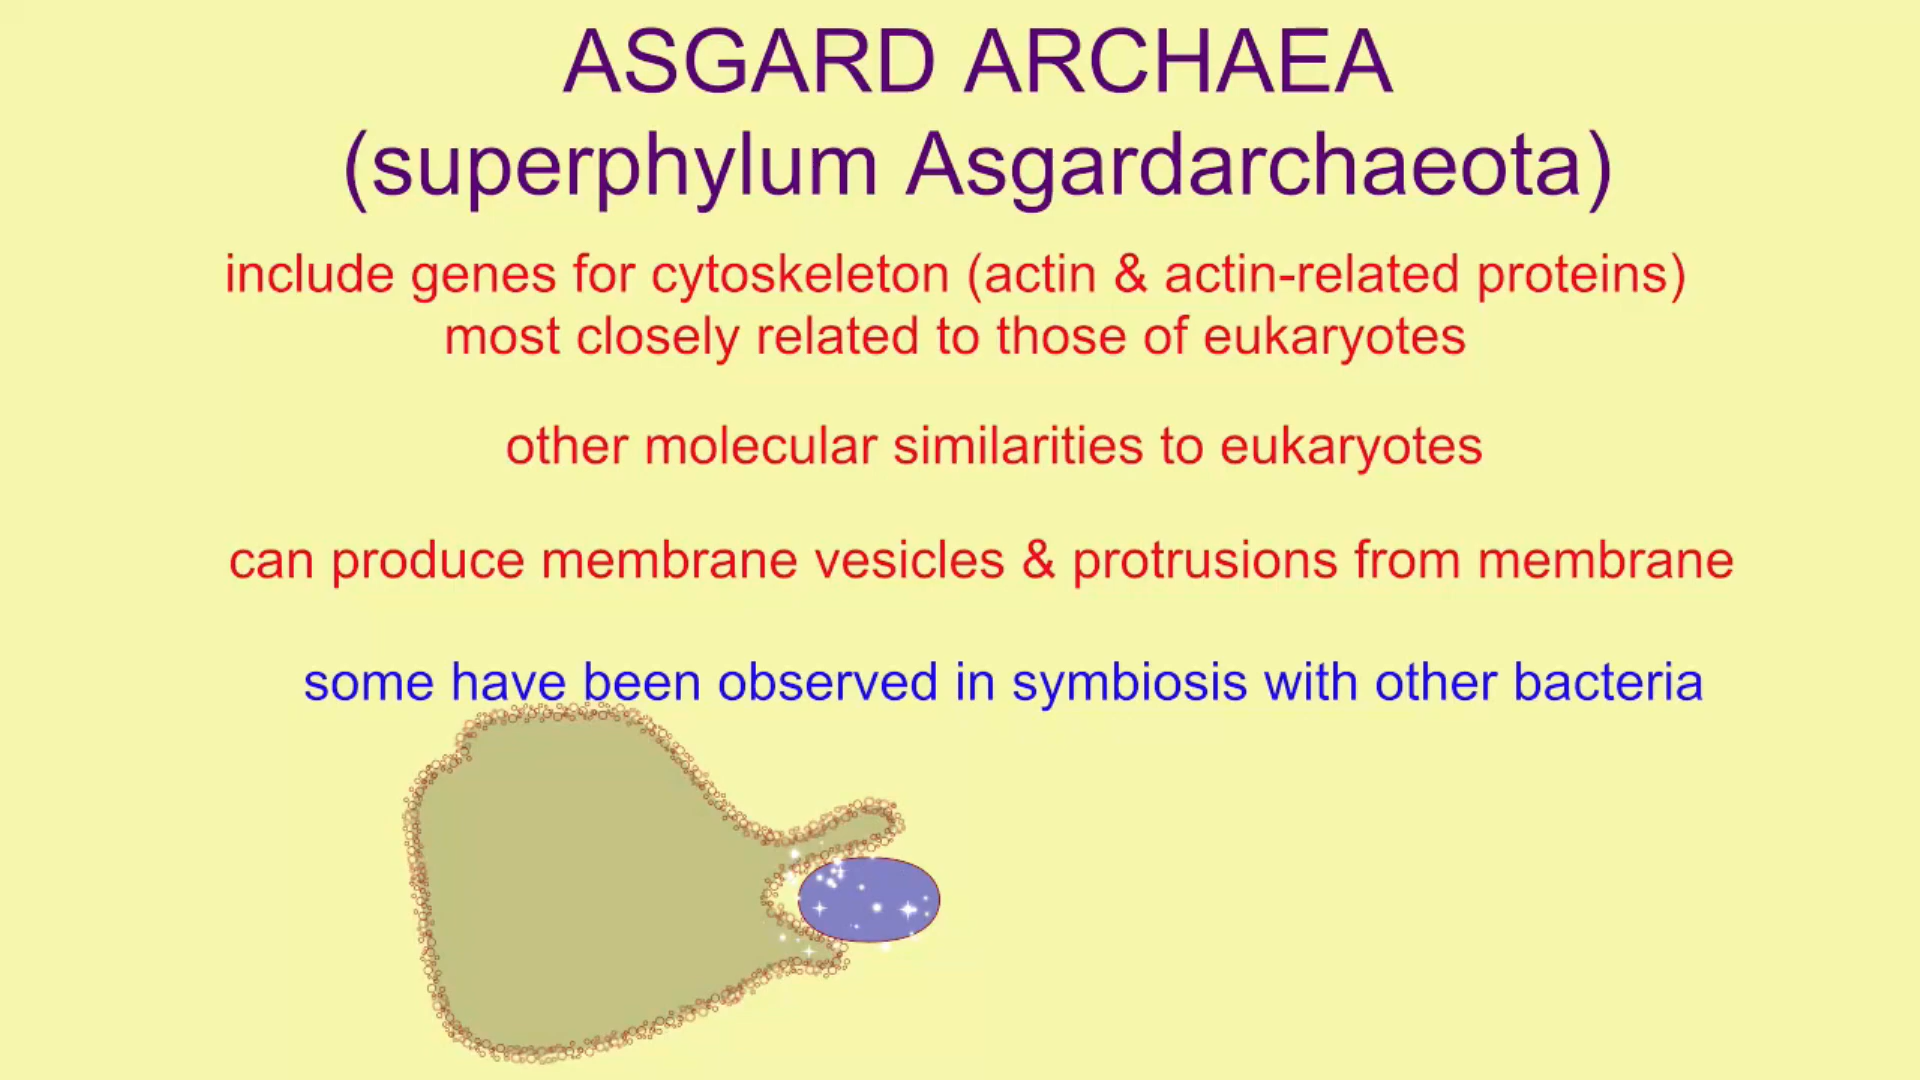 ASGARD ARCHAEA
(superphylum Asgardarchaeota)
include genes for cytoskeleton (actin & actin-related proteins)
most closely related to those of eukaryotes
other molecular similarities to eukaryotes
can produce membrane vesicles & protrusions from membrane
some have been observed in symbiosis with other bacteria